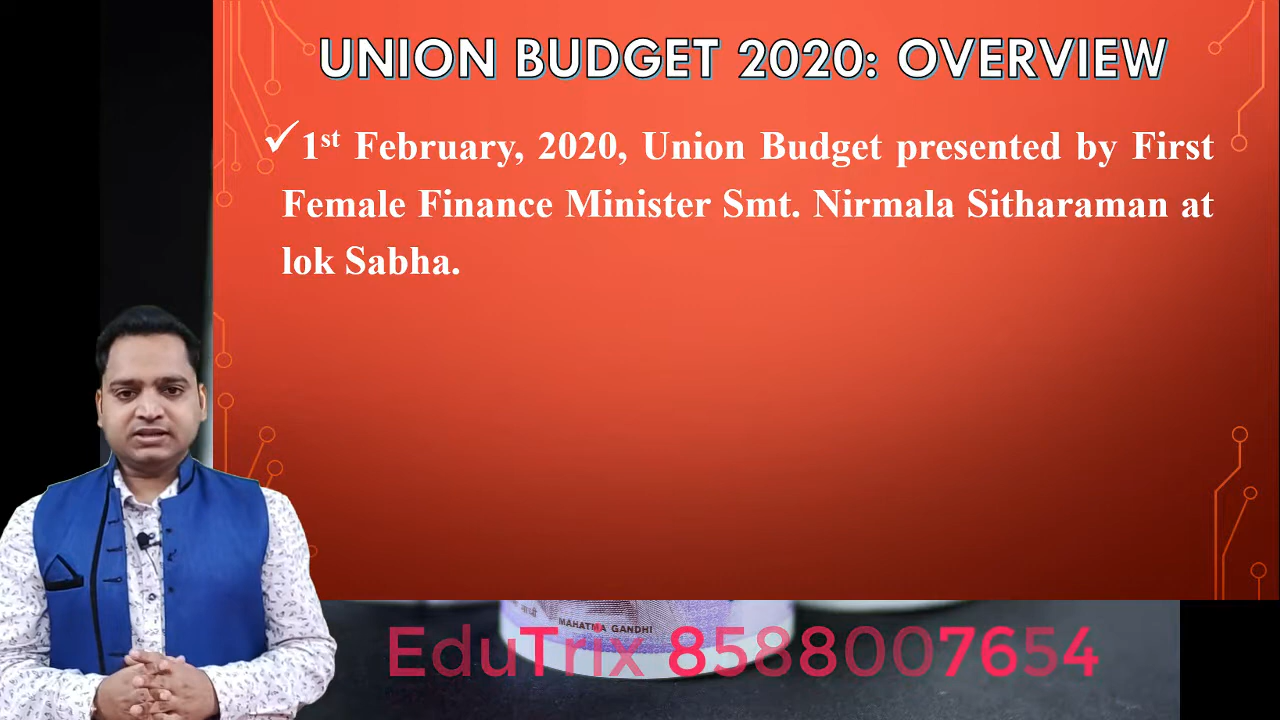 UNION BUDGET 2020: OVERVIEW
✓1st February, 2020, Union Budget presented by First
Female Finance Minister Smt. Nirmala Sitharaman at
lok Sabha.
MAHATMA GANDHI
EduTrix 8588007654